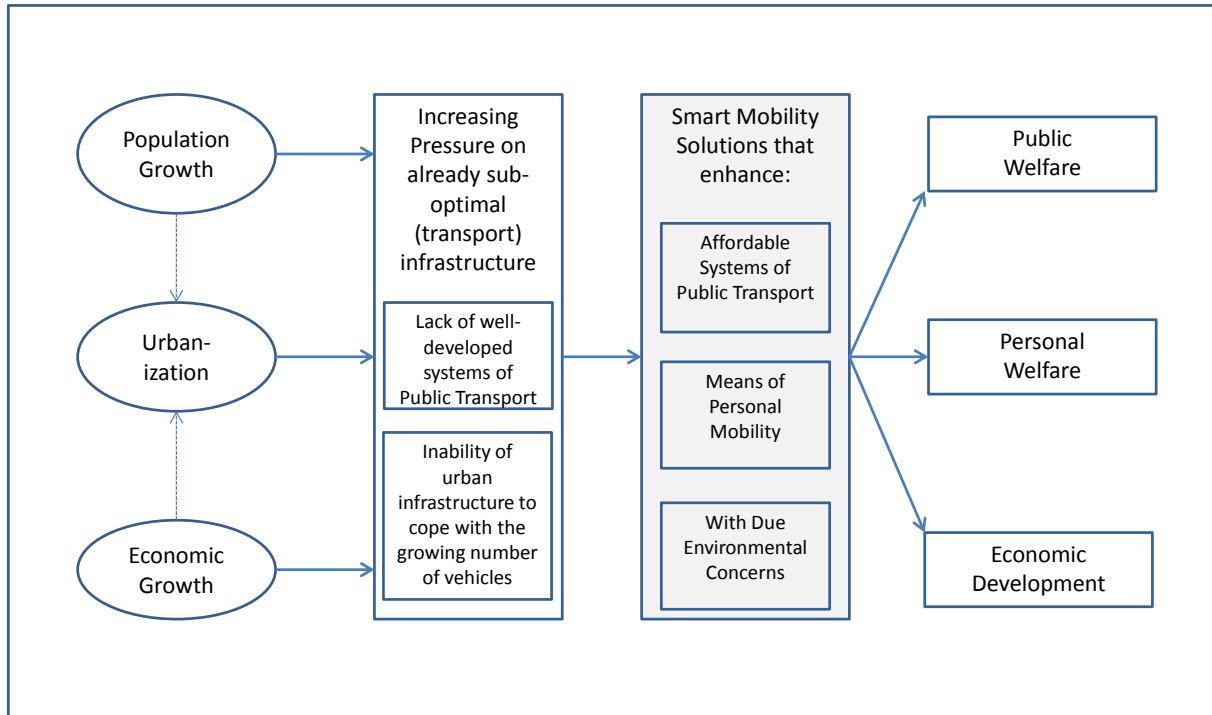 Population
Growth
Urban-
ization
Economic
Growth
Increasing
Pressure on
already sub-
optimal
(transport)
infrastructure
Lack of well-
developed
systems of
Public Transport
Inability of
urban
infrastructure to
cope with the
growing number
of vehicles
Smart Mobility
Solutions that
enhance:
Affordable
Systems of
Public Transport
Means of
Personal
Mobility
With Due
Environmental
Concerns
Public
Welfare
Personal
Welfare
Economic
Development